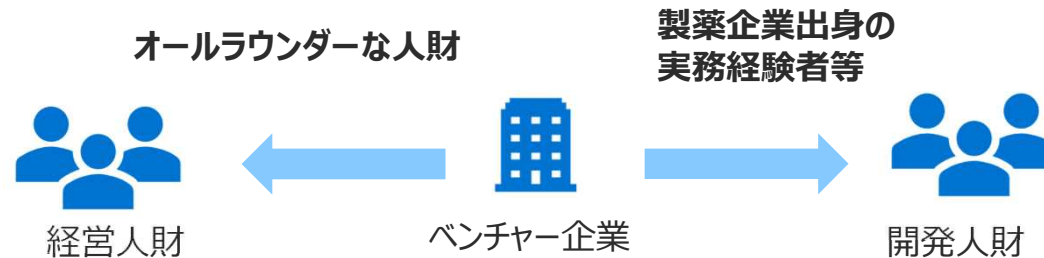 オールラウンダーな人財
製薬企業出身の
実務経験者等
経営人財
ベンチャー企業
開発人財